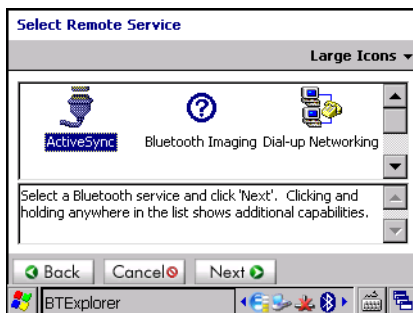 Select Remote Service
Large Icons
ActiveSync Bluetooth Imaging Dial-up Networking
Select a Bluetooth service and click 'Next'. Clicking and
holding anywhere in the list shows additional capabilities.
Back Cancel Next
BTExplorer